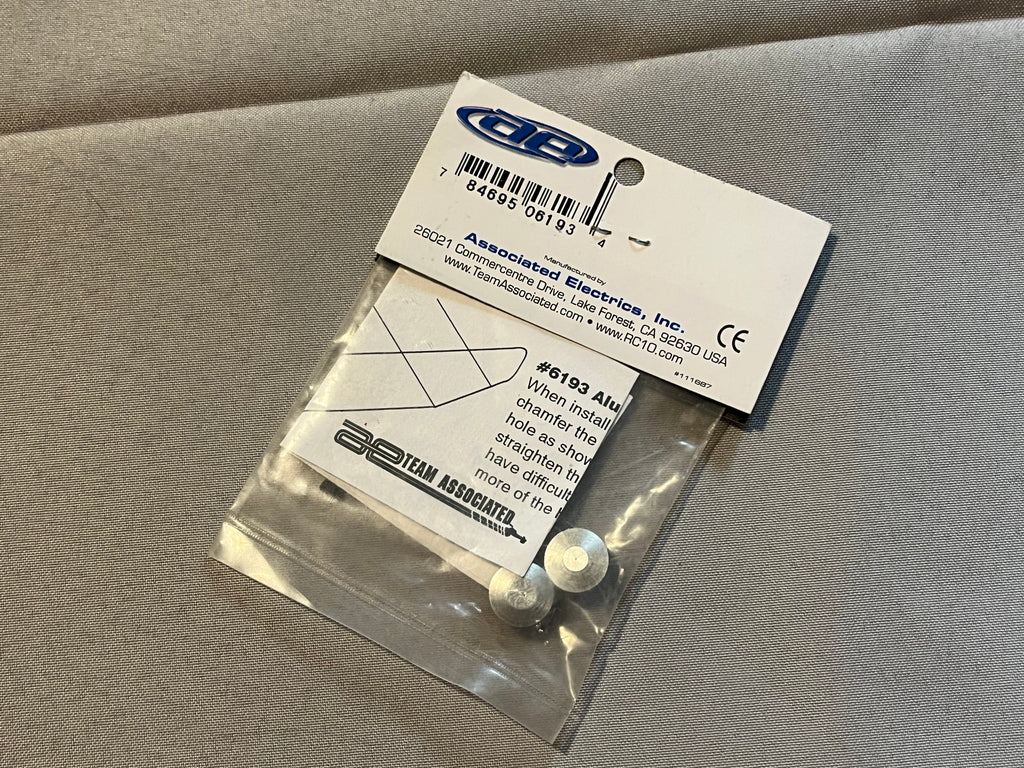 ae
7 84695 06193 4
Manufactured by
Associated Electrics, Inc.
26021 Commercentre Drive, Lake Forest, CA 92630 USA
www.TeamAssociated.com • www.RC10.com
CE
#111687
#6193 Alu
When install
chamfer the
hole as show
straighten th
have difficult
more of the
ae TEAM ASSOCIATED